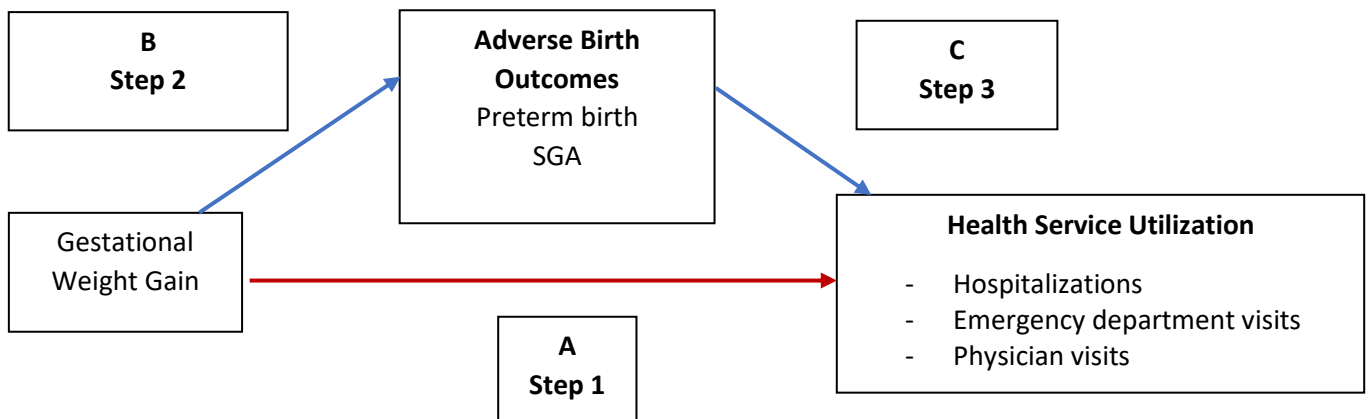 B
Step 2
Adverse Birth
Outcomes
Preterm birth
SGA
C
Step 3
Gestational
Weight Gain
Health Service Utilization
- Hospitalizations
- Emergency department visits
- Physician visits
A
Step 1